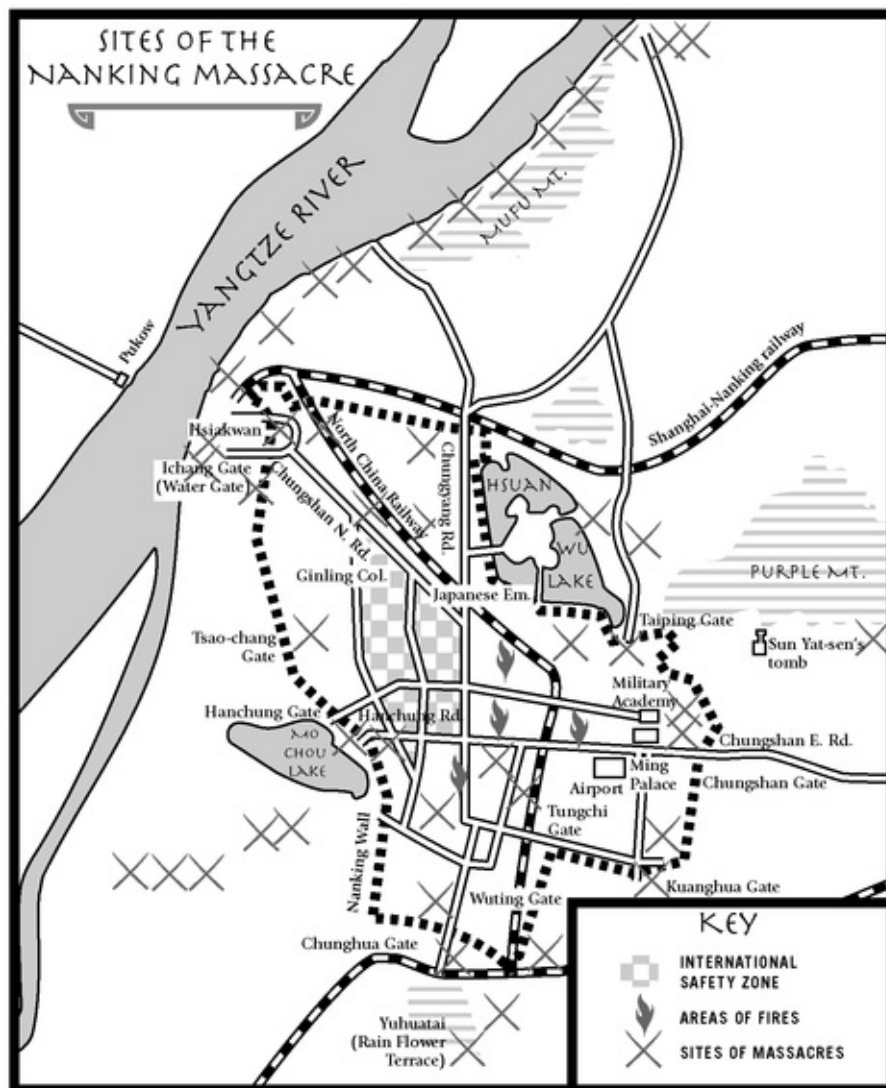 SITES OF THE
NANKING MASSACRE
YANGTZE RIVER
MUFU MT.
Pukow
Shanghai-Nanking railway
Hsiakwan
Ichang Gate
(Water Gate)
North China Railway
Chungshan N. Rd.
Chungyang Rd.
HSUAN
WU
LAKE
PURPLE MT.
Ginling Col.
Japanese Em.
Taiping Gate
Sun Yat-sen's
tomb
Tsao-chang
Gate
Military
Academy
Hanchung Gate
Hanchung Rd.
MO
CHOU
LAKE
Chungshan E. Rd.
Ming
Palace
Airport
Chungshan Gate
Tungchi
Gate
Nanking Wall
Wuting Gate
Kuanghua Gate
Chunghua Gate
Yuhuatai
(Rain Flower
Terrace)
KEY
INTERNATIONAL
SAFETY ZONE
AREAS OF FIRES
SITES OF MASSACRES